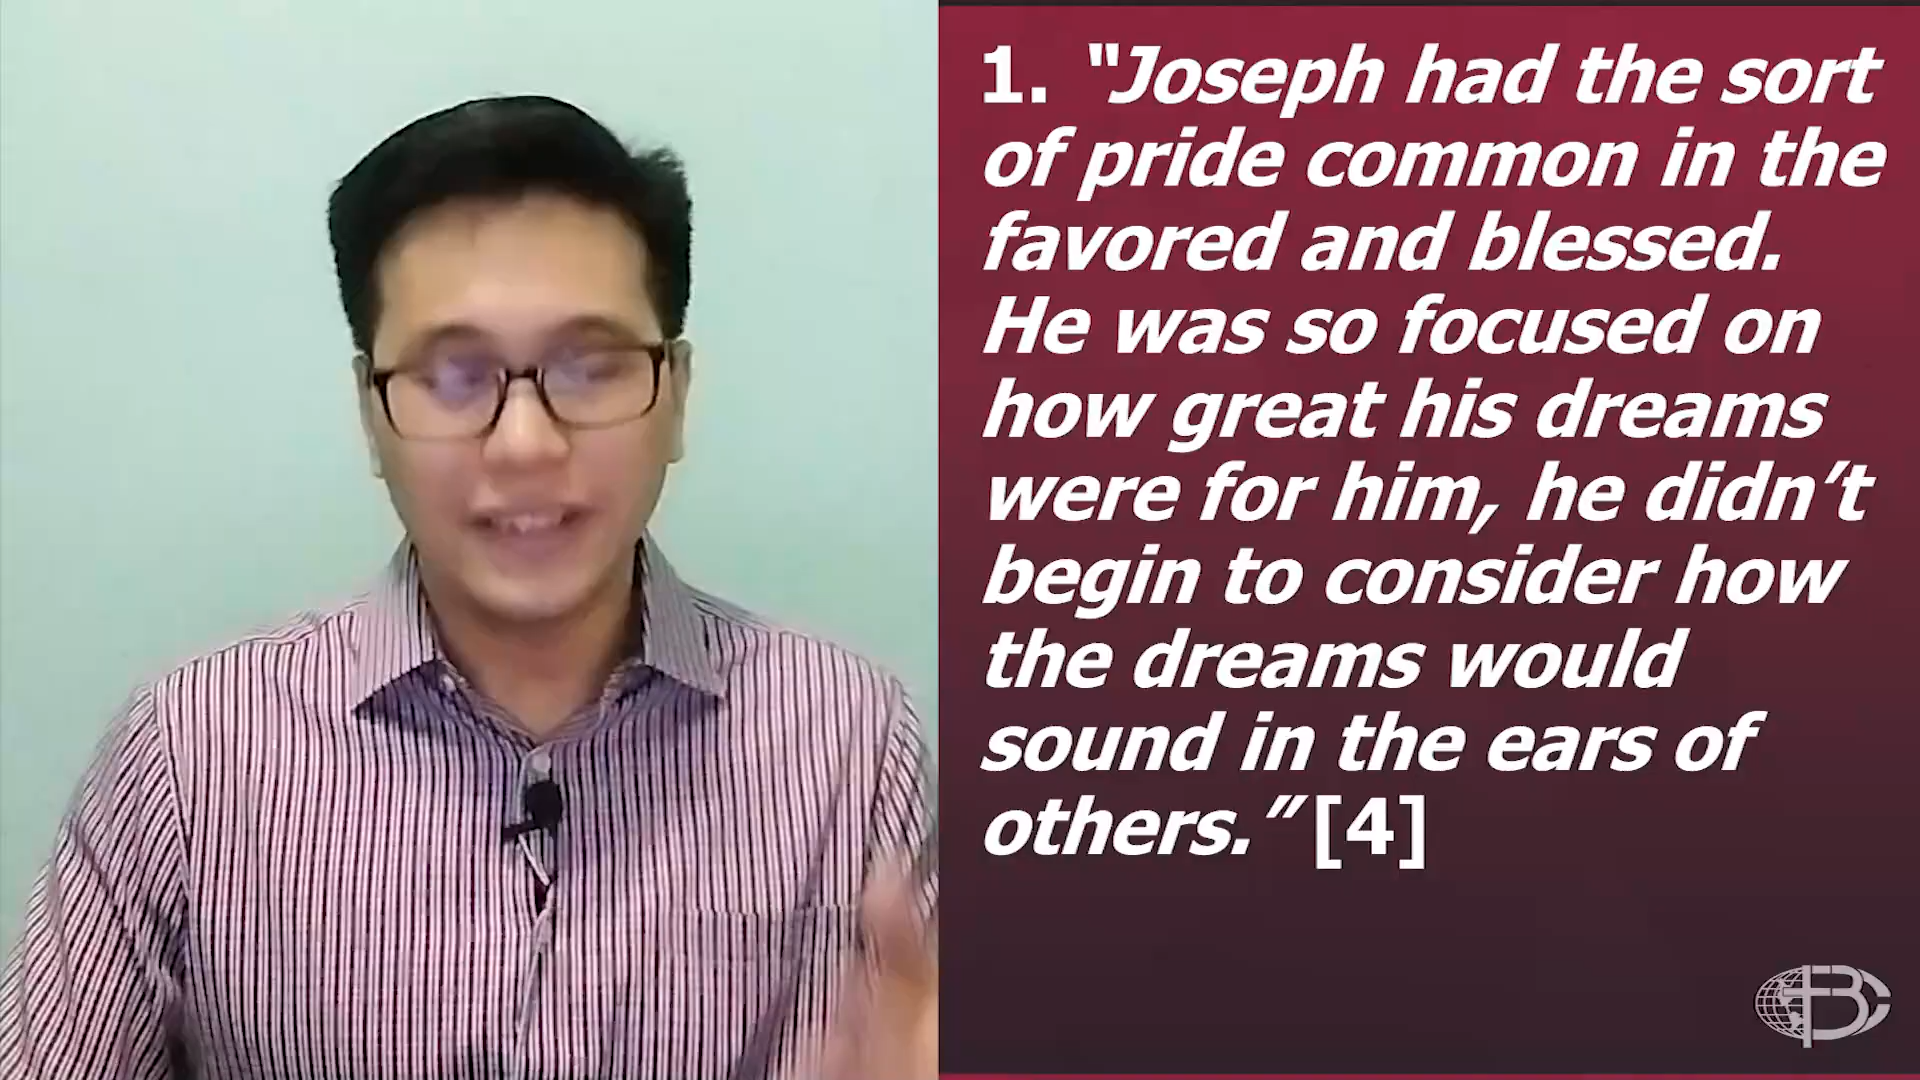 1. "Joseph had the sort
of pride common in the
favored and blessed.
He was so focused on
how great his dreams
were for him, he didn’t
begin to consider how
the dreams would
sound in the ears of
others.” [4]
BC